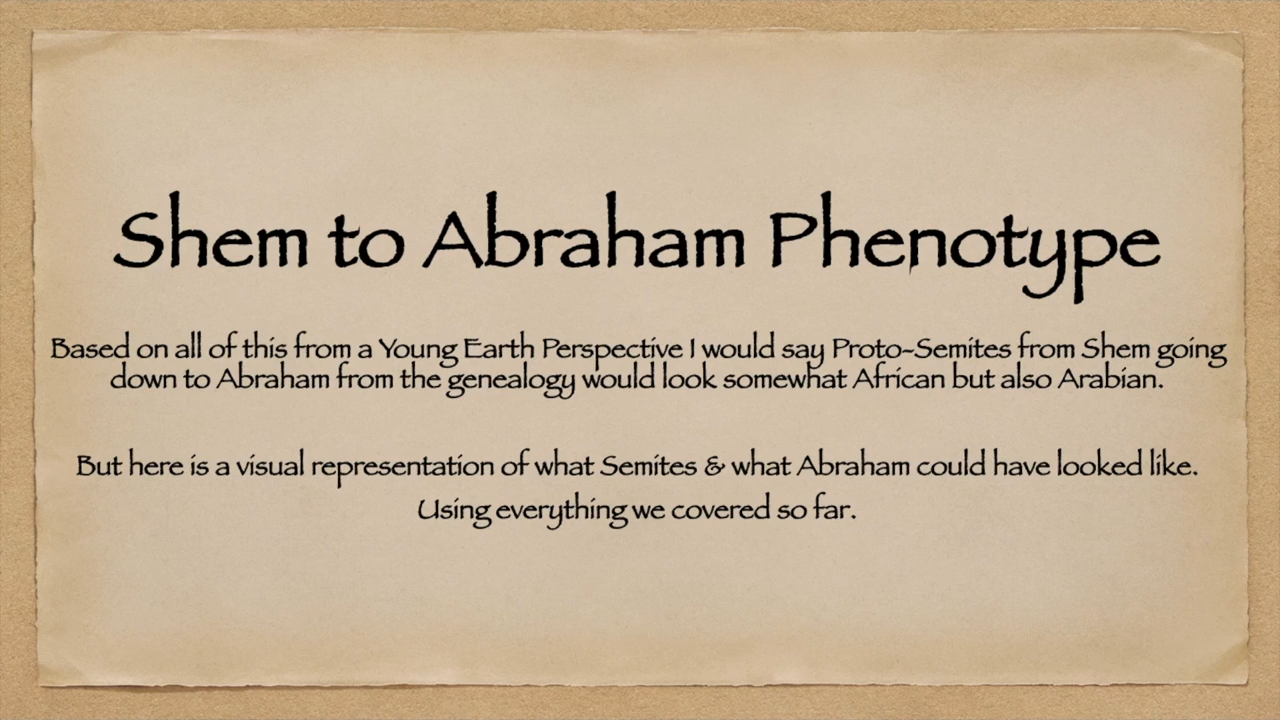 Shem to Abraham Phenotype
Based on all of this from a Young Earth Perspective I would say Proto-Semites from Shem going
down to Abraham from the genealogy would look somewhat African but also Arabian.
But here is a visual representation of what Semites & what Abraham could have looked like.
Using everything we covered so far.